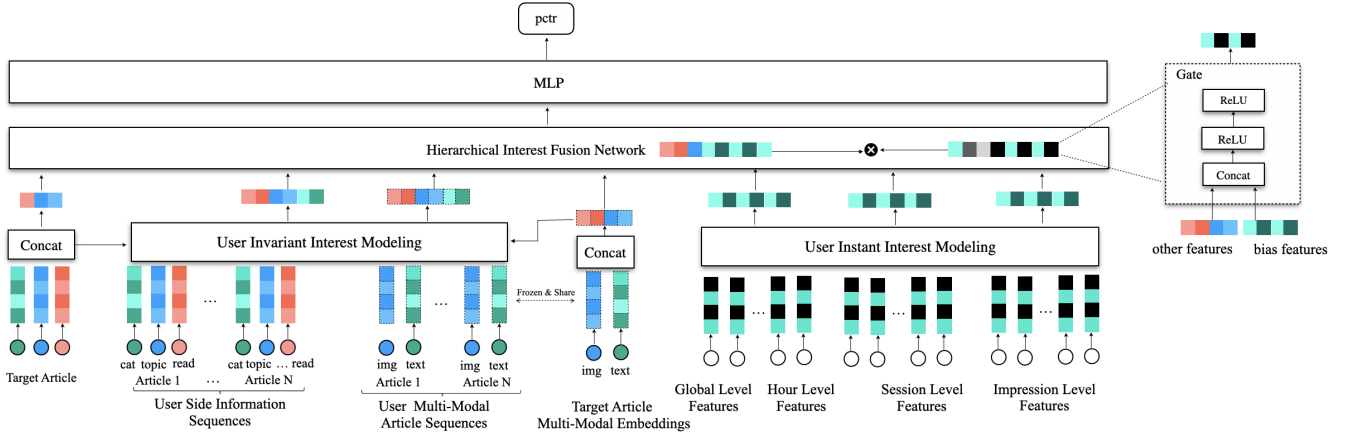 pctr
MLP
Hierarchical Interest Fusion Network
Gate
ReLU
ReLU
Concat
other features
bias features
Concat
User Invariant Interest Modeling
Concat
User Instant Interest Modeling
Frozen & Share
Target Article
cat topic read
...
cat topic ... read
Article 1 ... Article N
User Side Information
Sequences
img text
...
img text
Article 1
Article N
User Multi-Modal
Article Sequences
img text
Target Article
Multi-Modal Embeddings
...
...
...
...
Global Level
Features
Hour Level
Features
Session Level
Features
Impression Level
Features